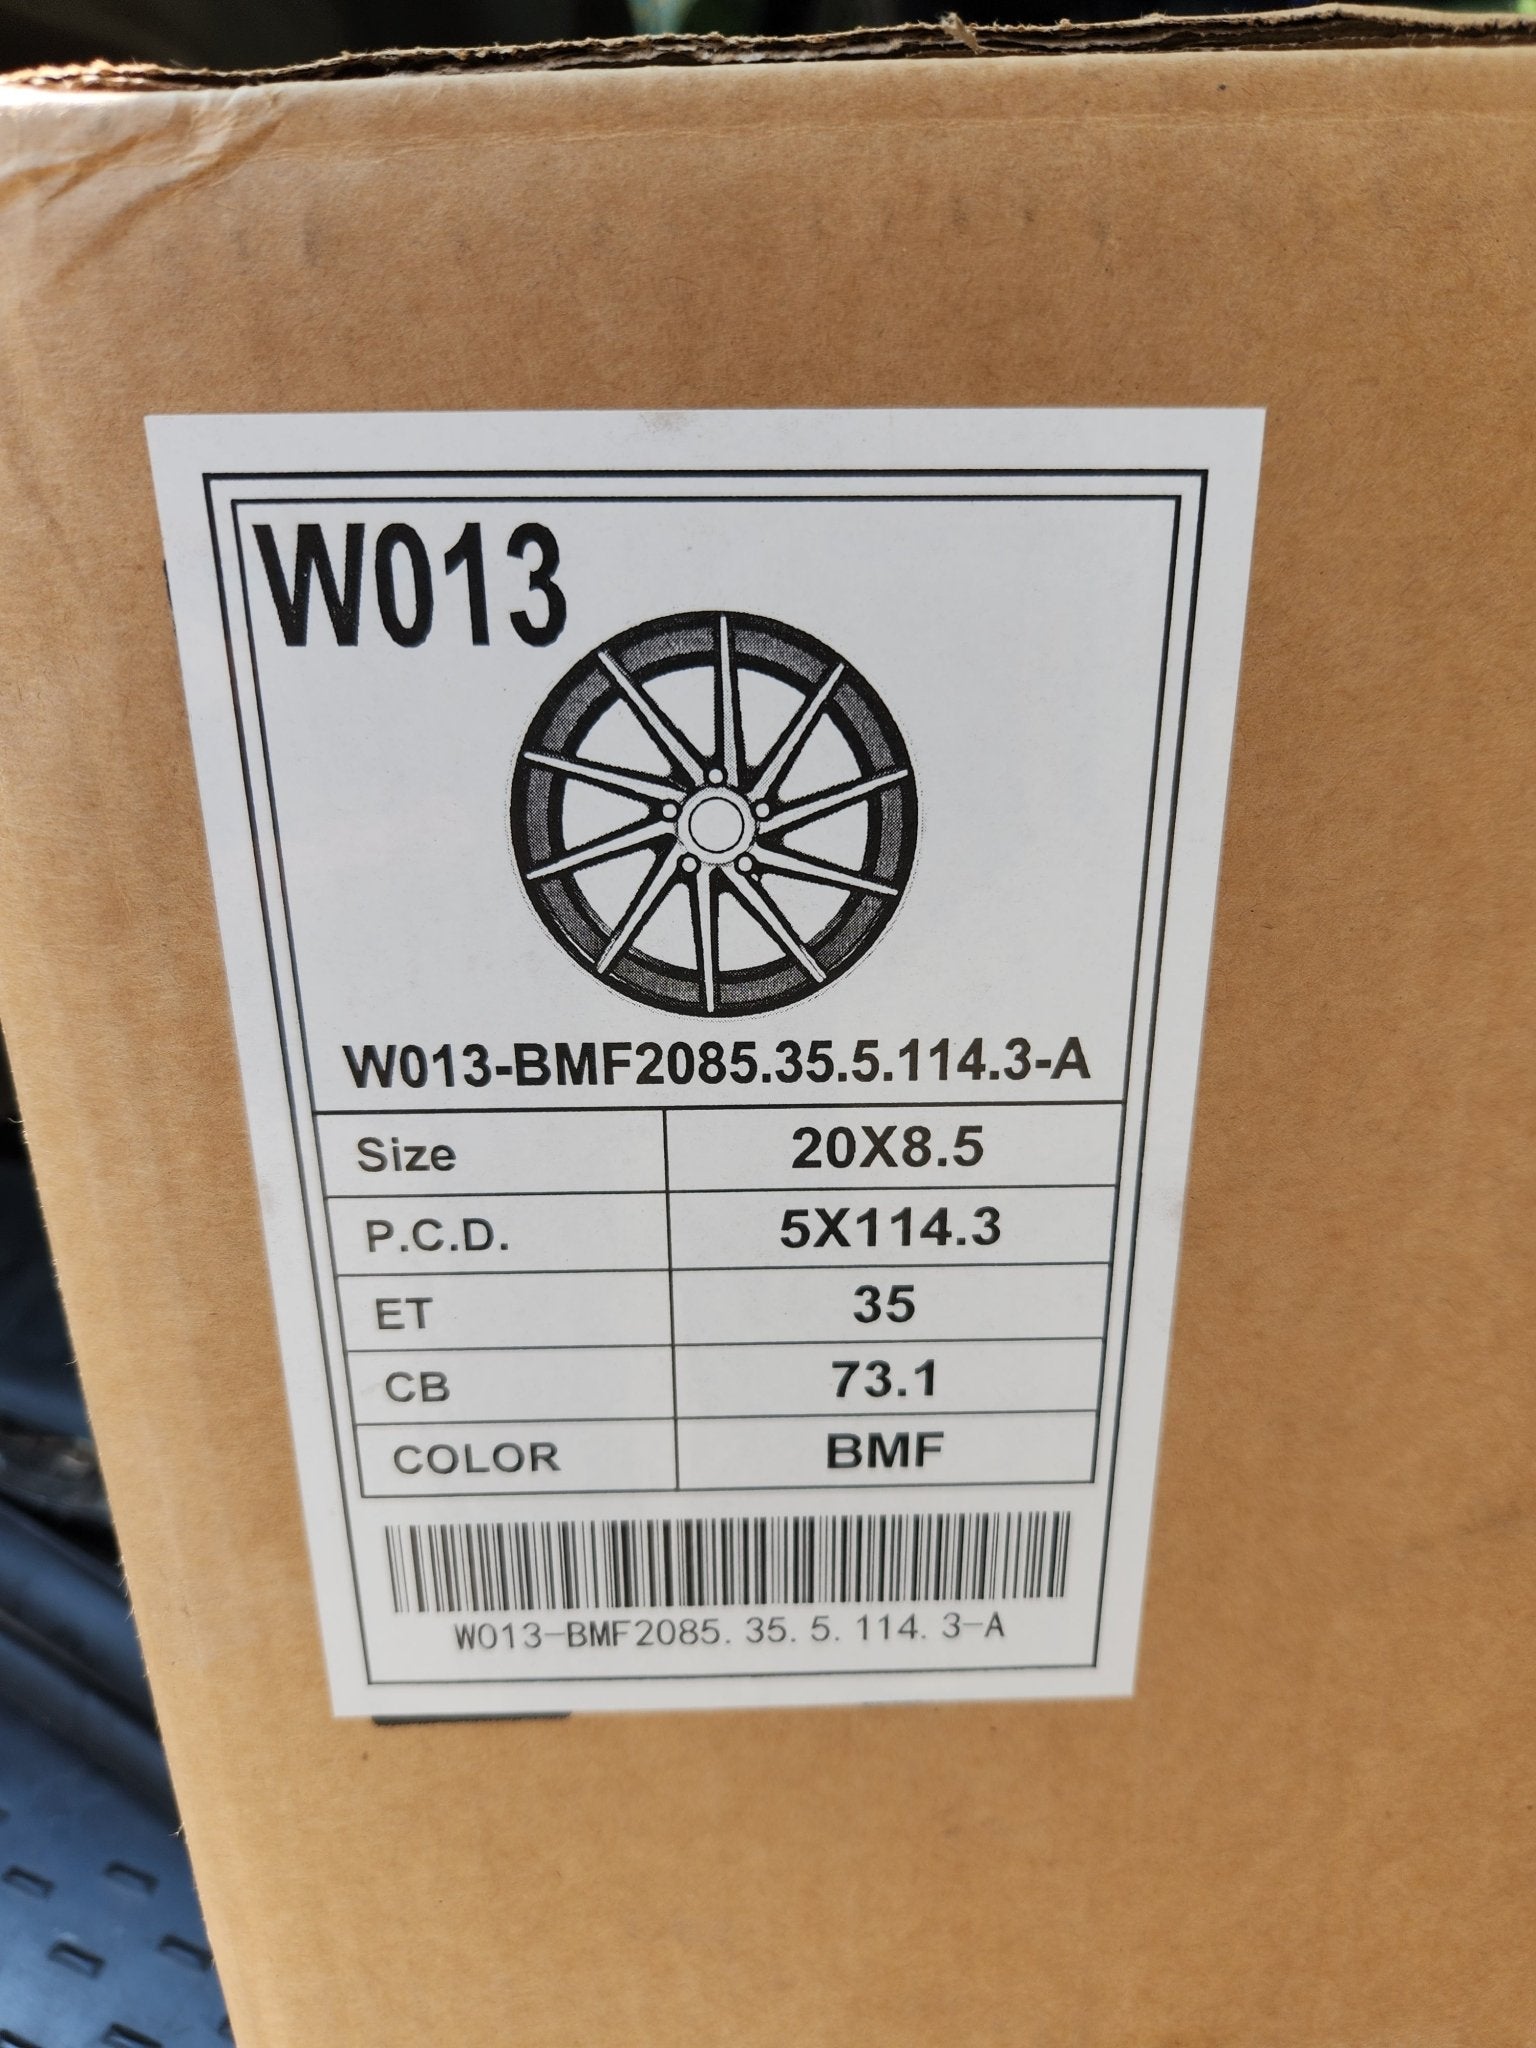 W013
W013-BMF2085.35.5.114.3-A
Size 20X8.5
P.C.D. 5X114.3
ET 35
CB 73.1
COLOR BMF
W013-BMF2085.35.5.114.3-A